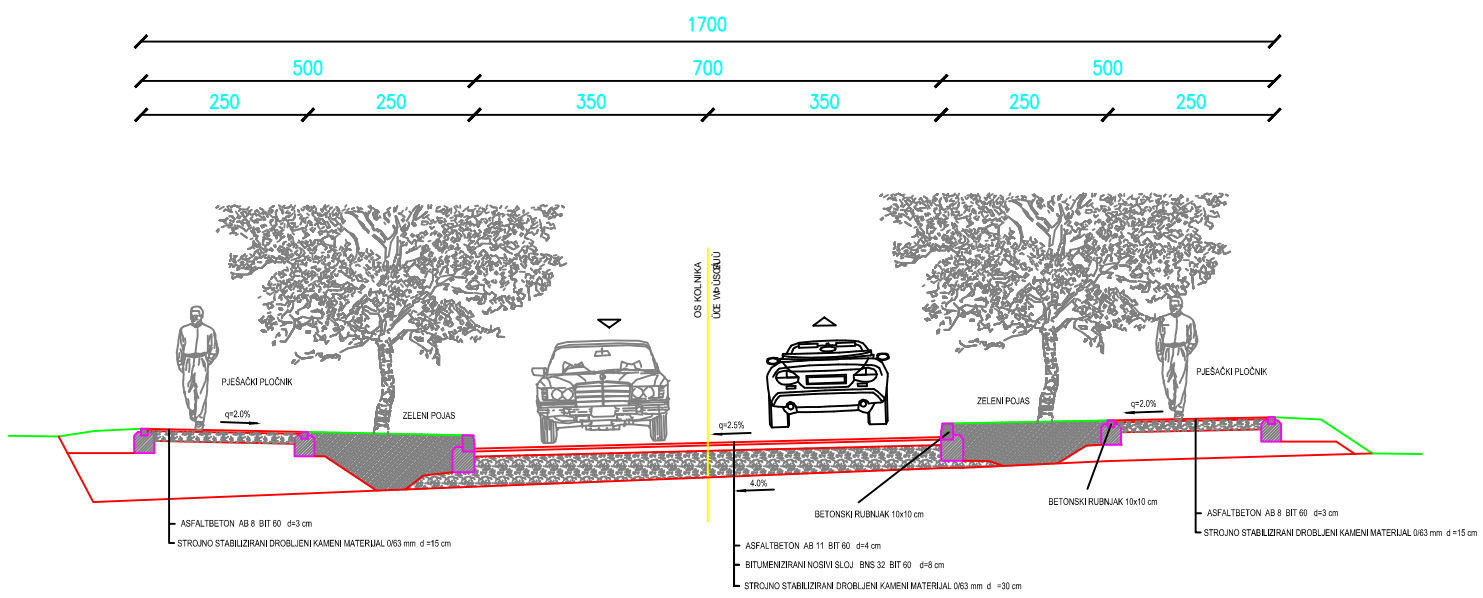 1700
500 700 500
250 250 350 350 250 250
OS KOLNIKA
PJEŠAČKI PLOČNIK
PJEŠAČKI PLOČNIK
ZELENI POJAS
ZELENI POJAS
q=2.0%
q=2.5%
q=2.0%
4.0%
BETONSKI RUBNJAK 10x10 cm
BETONSKI RUBNJAK 10x10 cm
ASFALTBETON AB 8 BIT 60 d=3 cm
STROJNO STABILIZIRANI DROBLJENI KAMENI MATERIJAL 0/63 mm d =15 cm
ASFALTBETON AB 11 BIT 60 d=4 cm
BITUMENIZIRANI NOSIVI SLOJ BNS 32 BIT 60 d=8 cm
STROJNO STABILIZIRANI DROBLJENI KAMENI MATERIJAL 0/63 mm d =30 cm
ASFALTBETON AB 8 BIT 60 d=3 cm
STROJNO STABILIZIRANI DROBLJENI KAMENI MATERIJAL 0/63 mm d =15 cm